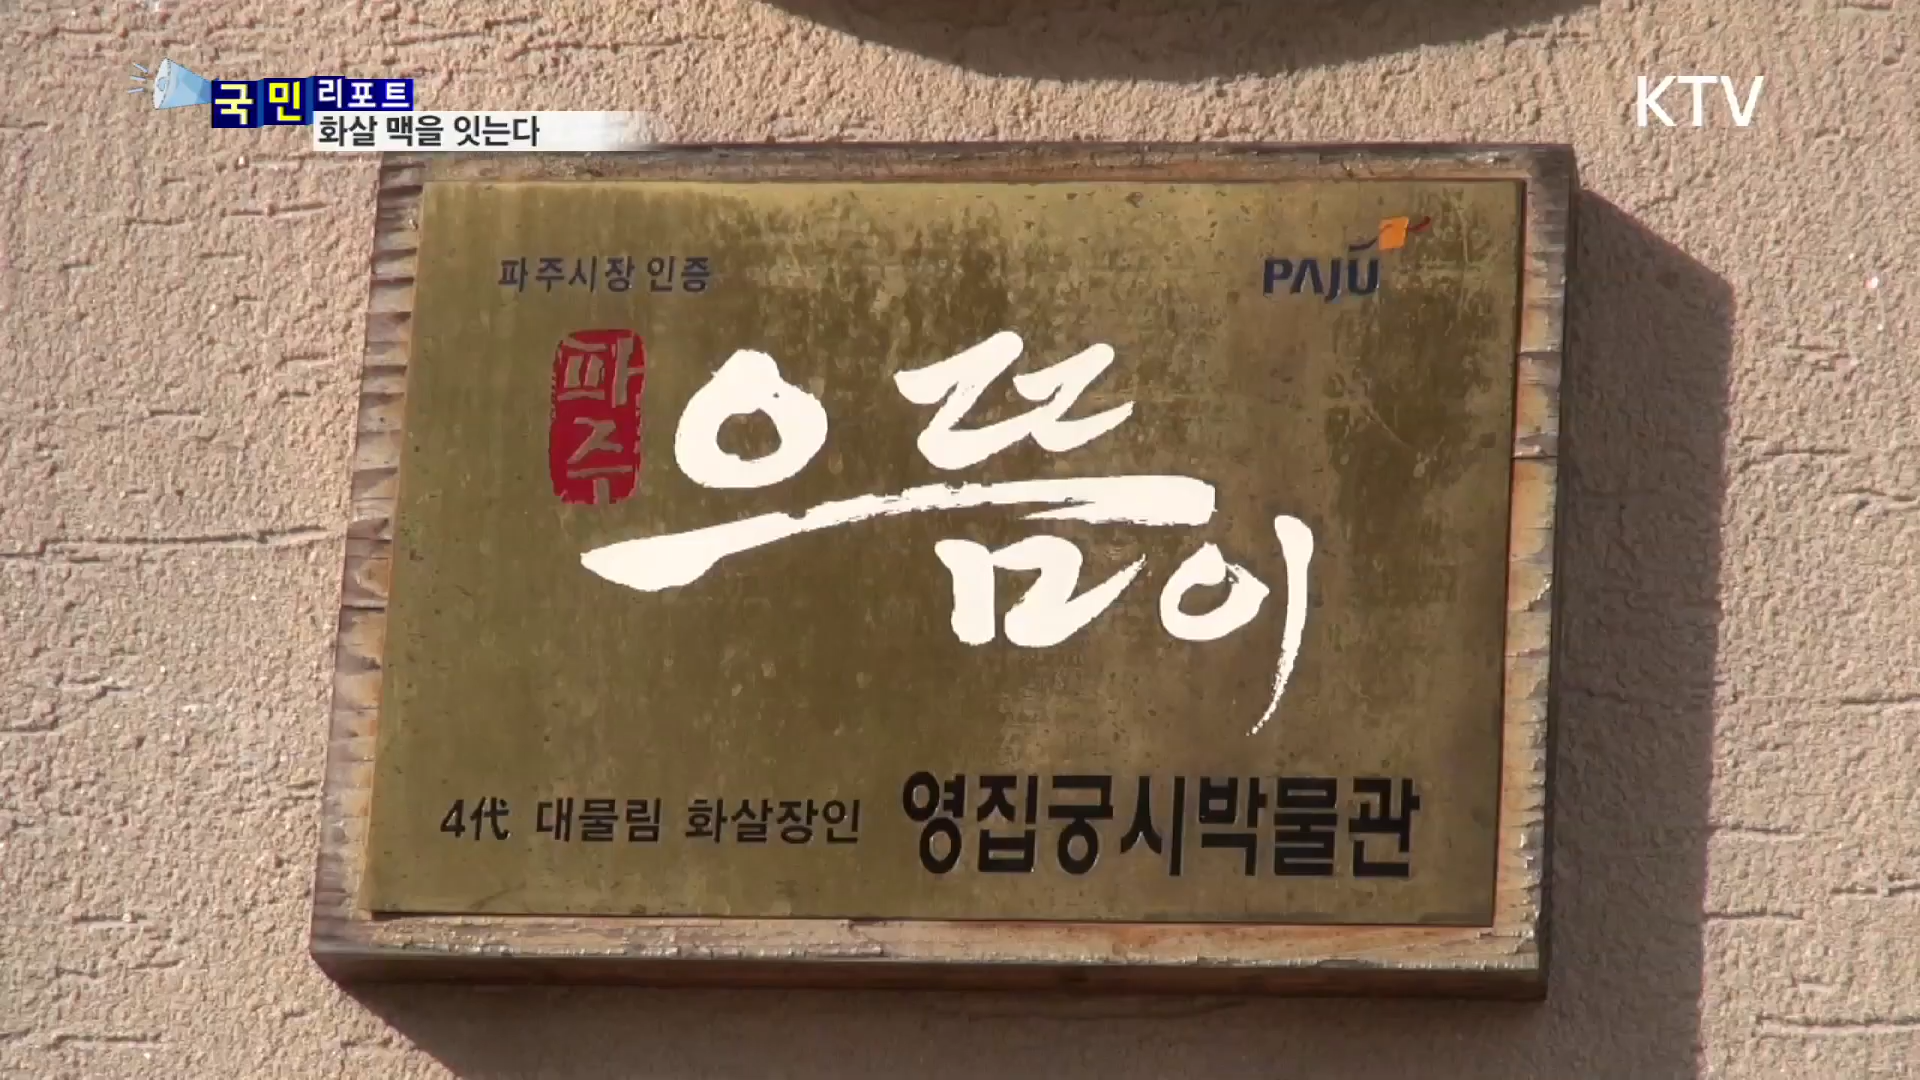 국민 리포트
화살 맥을 잇는다
KTV
파주시장 인증
PAJU
파주
으뜸이
4代 대물림 화살장인 영집궁시박물관